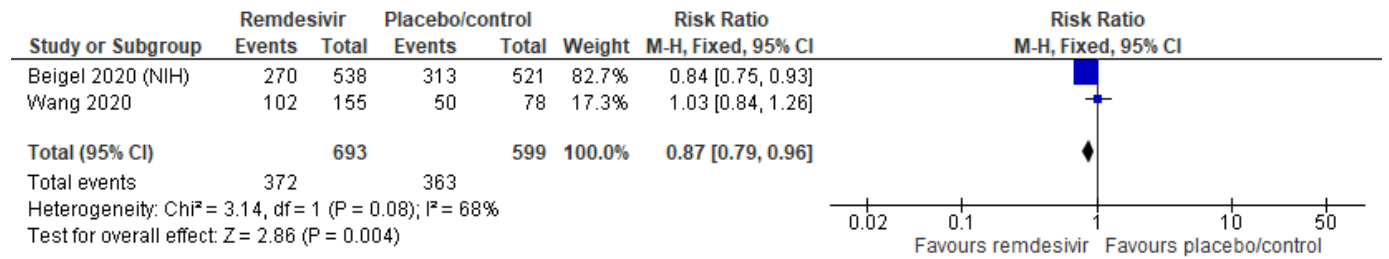 Remdesivir Placebo/control Risk Ratio Risk Ratio
Study or Subgroup Events Total Events Total Weight M-H, Fixed, 95% CI M-H, Fixed, 95% CI
Beigel 2020 (NIH) 270 538 313 521 82.7% 0.84 [0.75, 0.93]
Wang 2020 102 155 50 78 17.3% 1.03 [0.84, 1.26]
Total (95% CI) 693 599 100.0% 0.87 [0.79, 0.96]
Total events 372 363
Heterogeneity: Chi² = 3.14, df = 1 (P = 0.08); I² = 68%
Test for overall effect: Z = 2.86 (P = 0.004)
0.02 0.1 1 10 50
Favours remdesivir Favours placebo/control